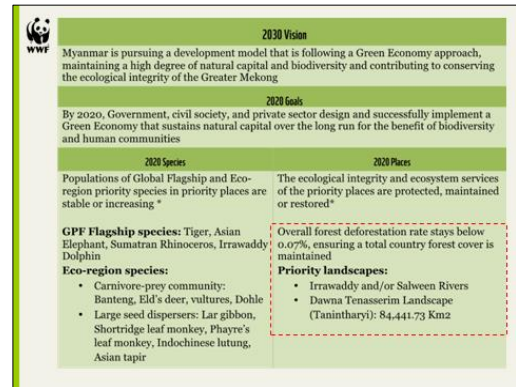 WWF
2030 Vision
Myanmar is pursuing a development model that is following a Green Economy approach,
maintaining a high degree of natural capital and biodiversity and contributing to conserving
the ecological integrity of the Greater Mekong
2020 Goals
By 2020, Government, civil society, and private sector design and successfully implement a
Green Economy that sustains natural capital over the long run for the benefit of biodiversity
and human communities
2020 Species
Populations of Global Flagship and Eco-
region priority species in priority places are
stable or increasing *
GPF Flagship species: Tiger, Asian
Elephant, Sumatran Rhinoceros, Irrawaddy
Dolphin
Eco-region species:
• Carnivore-prey community:
Banteng, Eld's deer, vultures, Dohle
• Large seed dispersers: Lar gibbon,
Shortridge leaf monkey, Phayre's
leaf monkey, Indochinese lutung,
Asian tapir
2020 Places
The ecological integrity and ecosystem services
of the priority places are protected, maintained
or restored*
Overall forest deforestation rate stays below
0.07%, ensuring a total country forest cover is
maintained
Priority landscapes:
• Irrawaddy and/or Salween Rivers
• Dawna Tenasserim Landscape
(Tanintharyi): 84,441.73 Km2